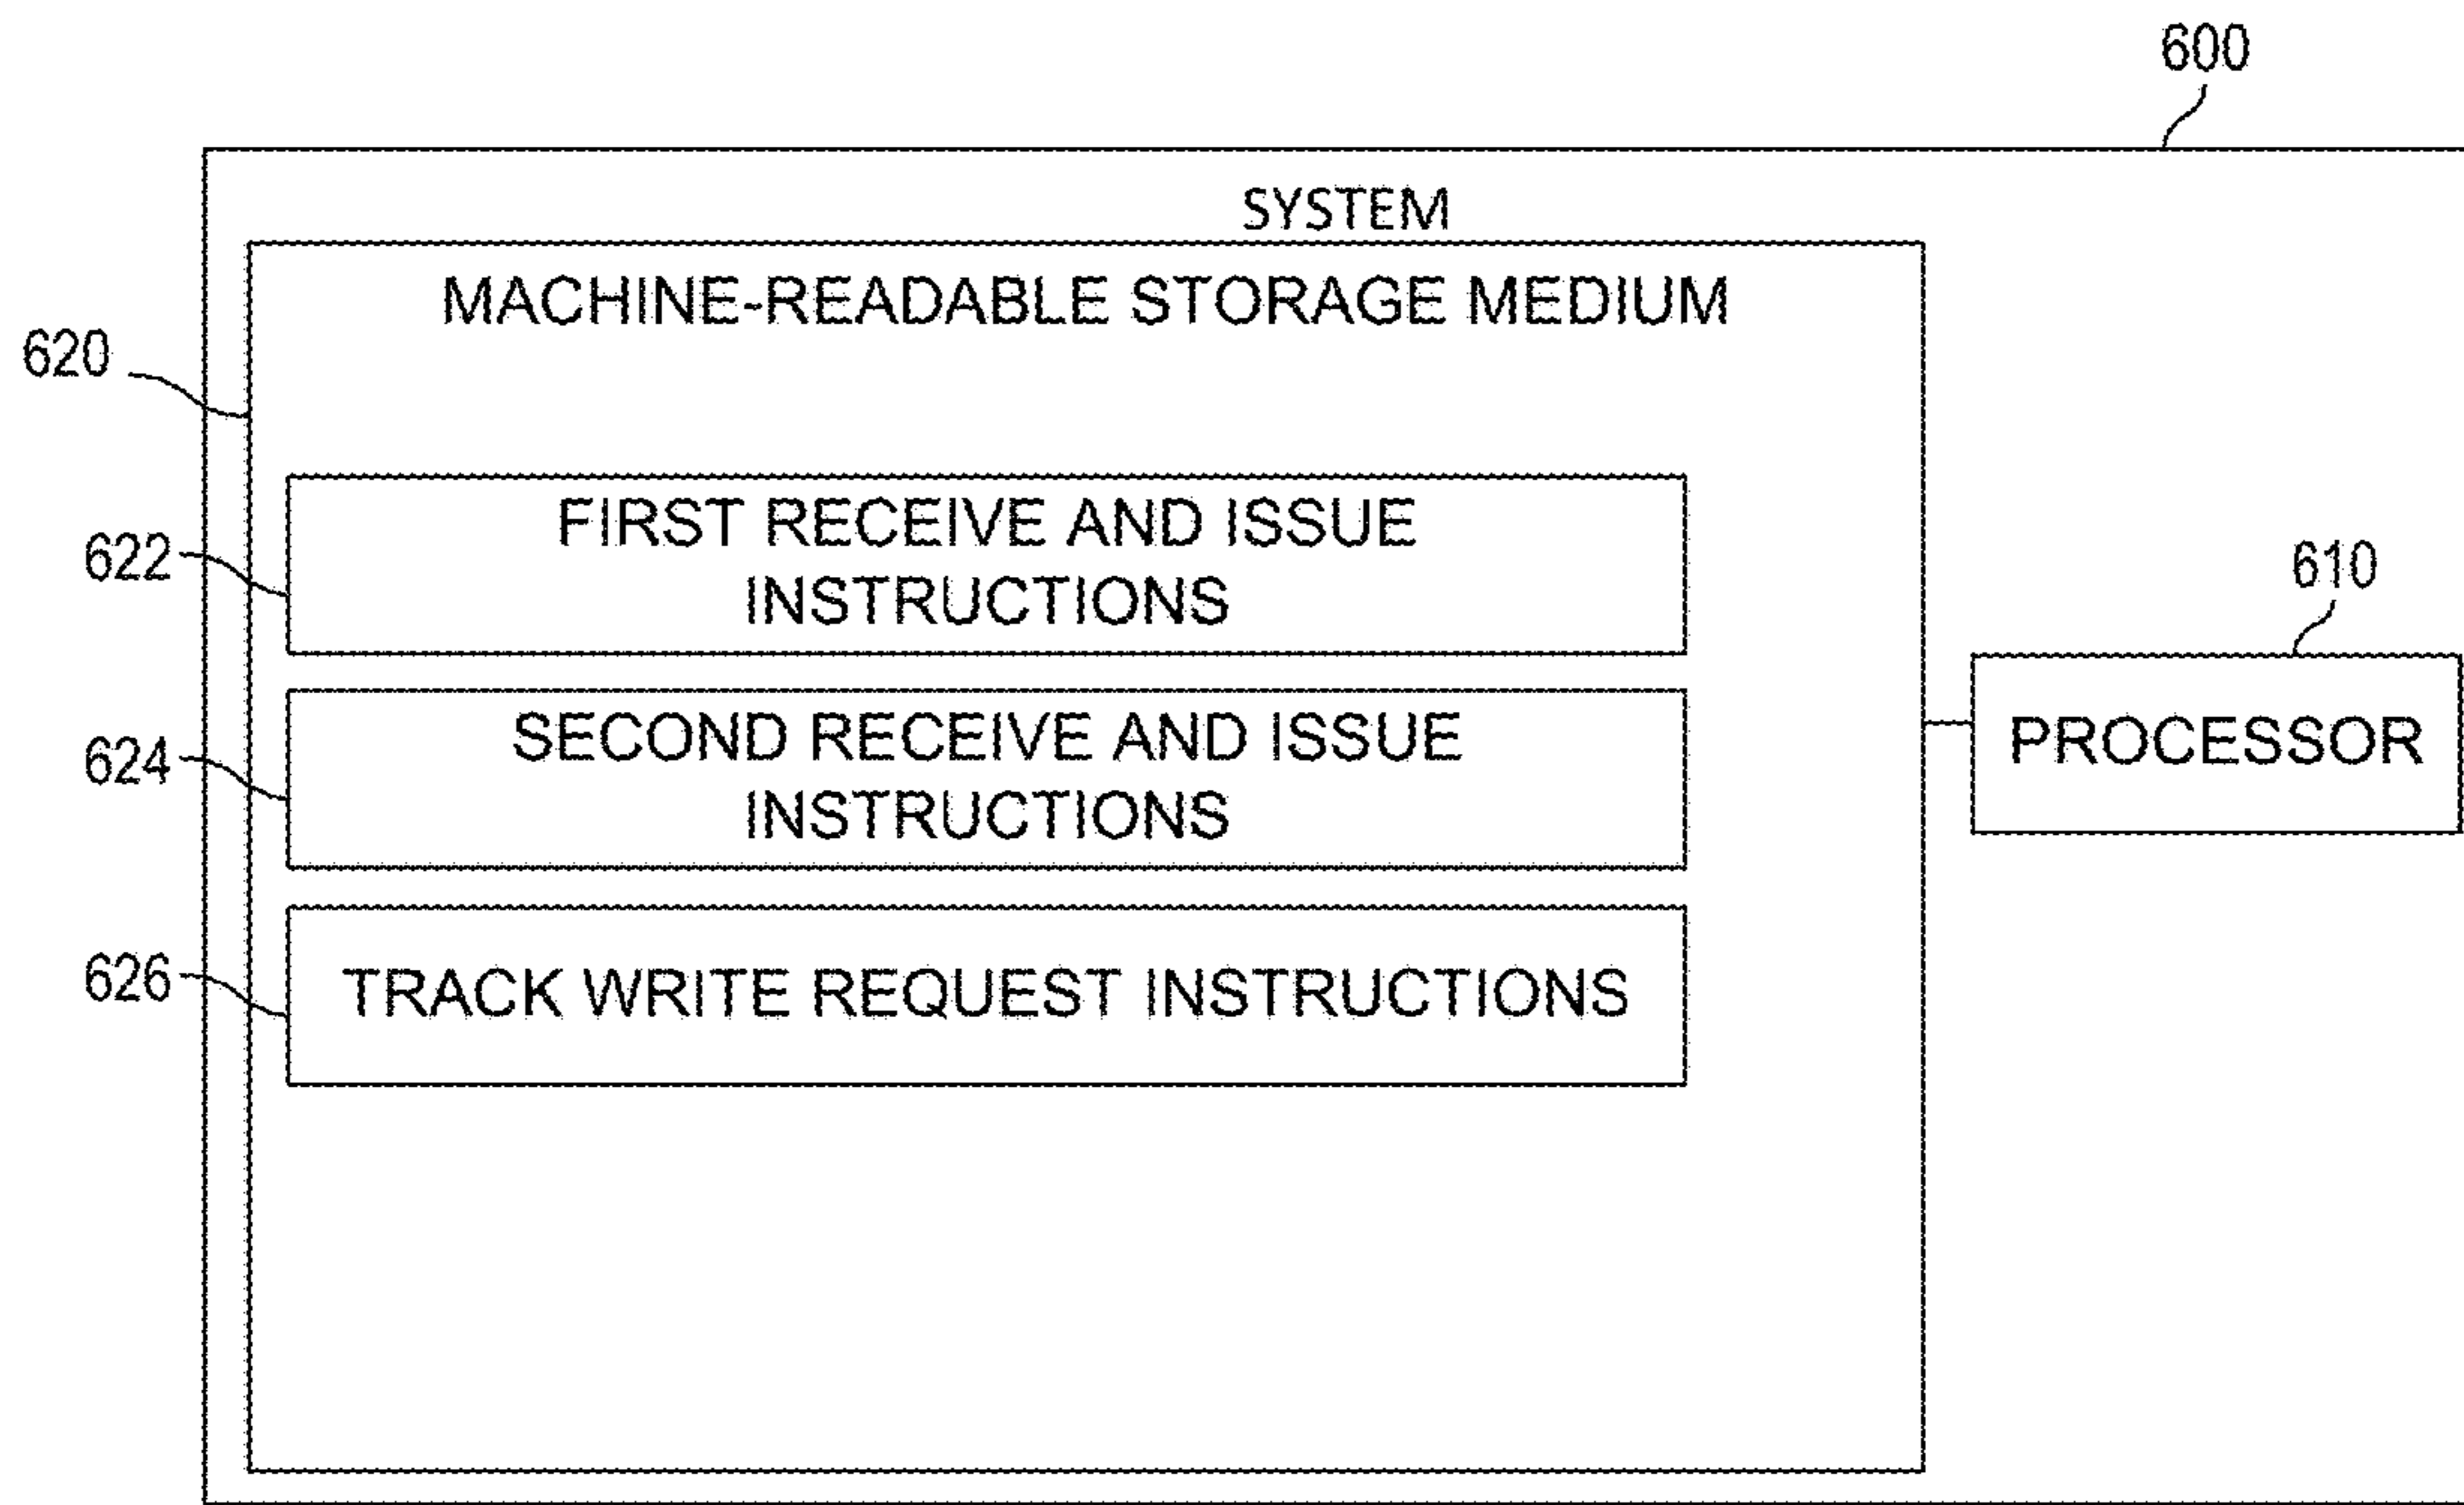 600
SYSTEM
MACHINE-READABLE STORAGE MEDIUM
620
FIRST RECEIVE AND ISSUE
INSTRUCTIONS
622
610
SECOND RECEIVE AND ISSUE
INSTRUCTIONS
624
PROCESSOR
TRACK WRITE REQUEST INSTRUCTIONS
626